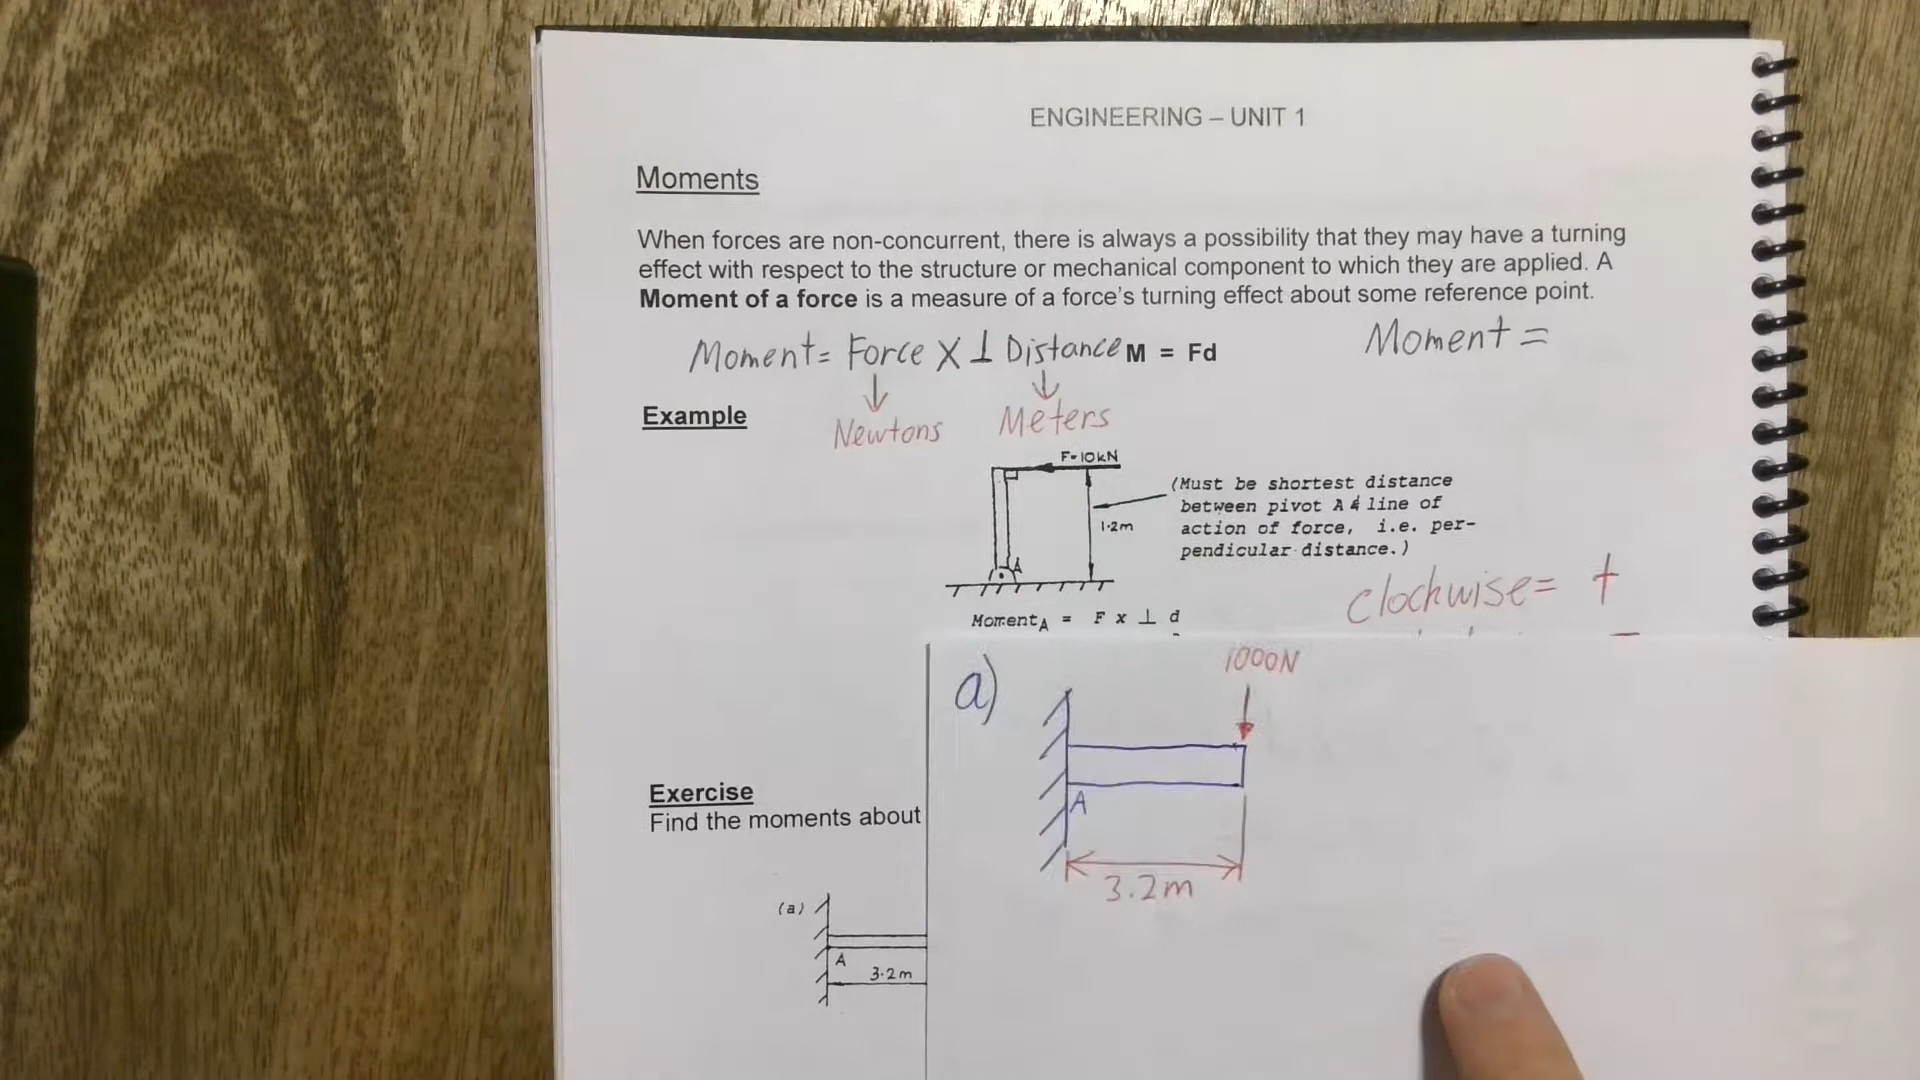 ENGINEERING – UNIT 1
Moments
When forces are non-concurrent, there is always a possibility that they may have a turning
effect with respect to the structure or mechanical component to which they are applied. A
Moment of a force is a measure of a force's turning effect about some reference point.
Moment = Force X ⊥ Distance M = Fd
Moment =
Newtons Meters
Example
F=10kN
1·2m
A
(Must be shortest distance
between pivot A & line of
action of force, i.e. per-
pendicular distance.)
Clockwise = +
Moment_A = F x ⊥ d
a)
1000N
A
3.2m
Exercise
Find the moments about
(a)
A
3·2m